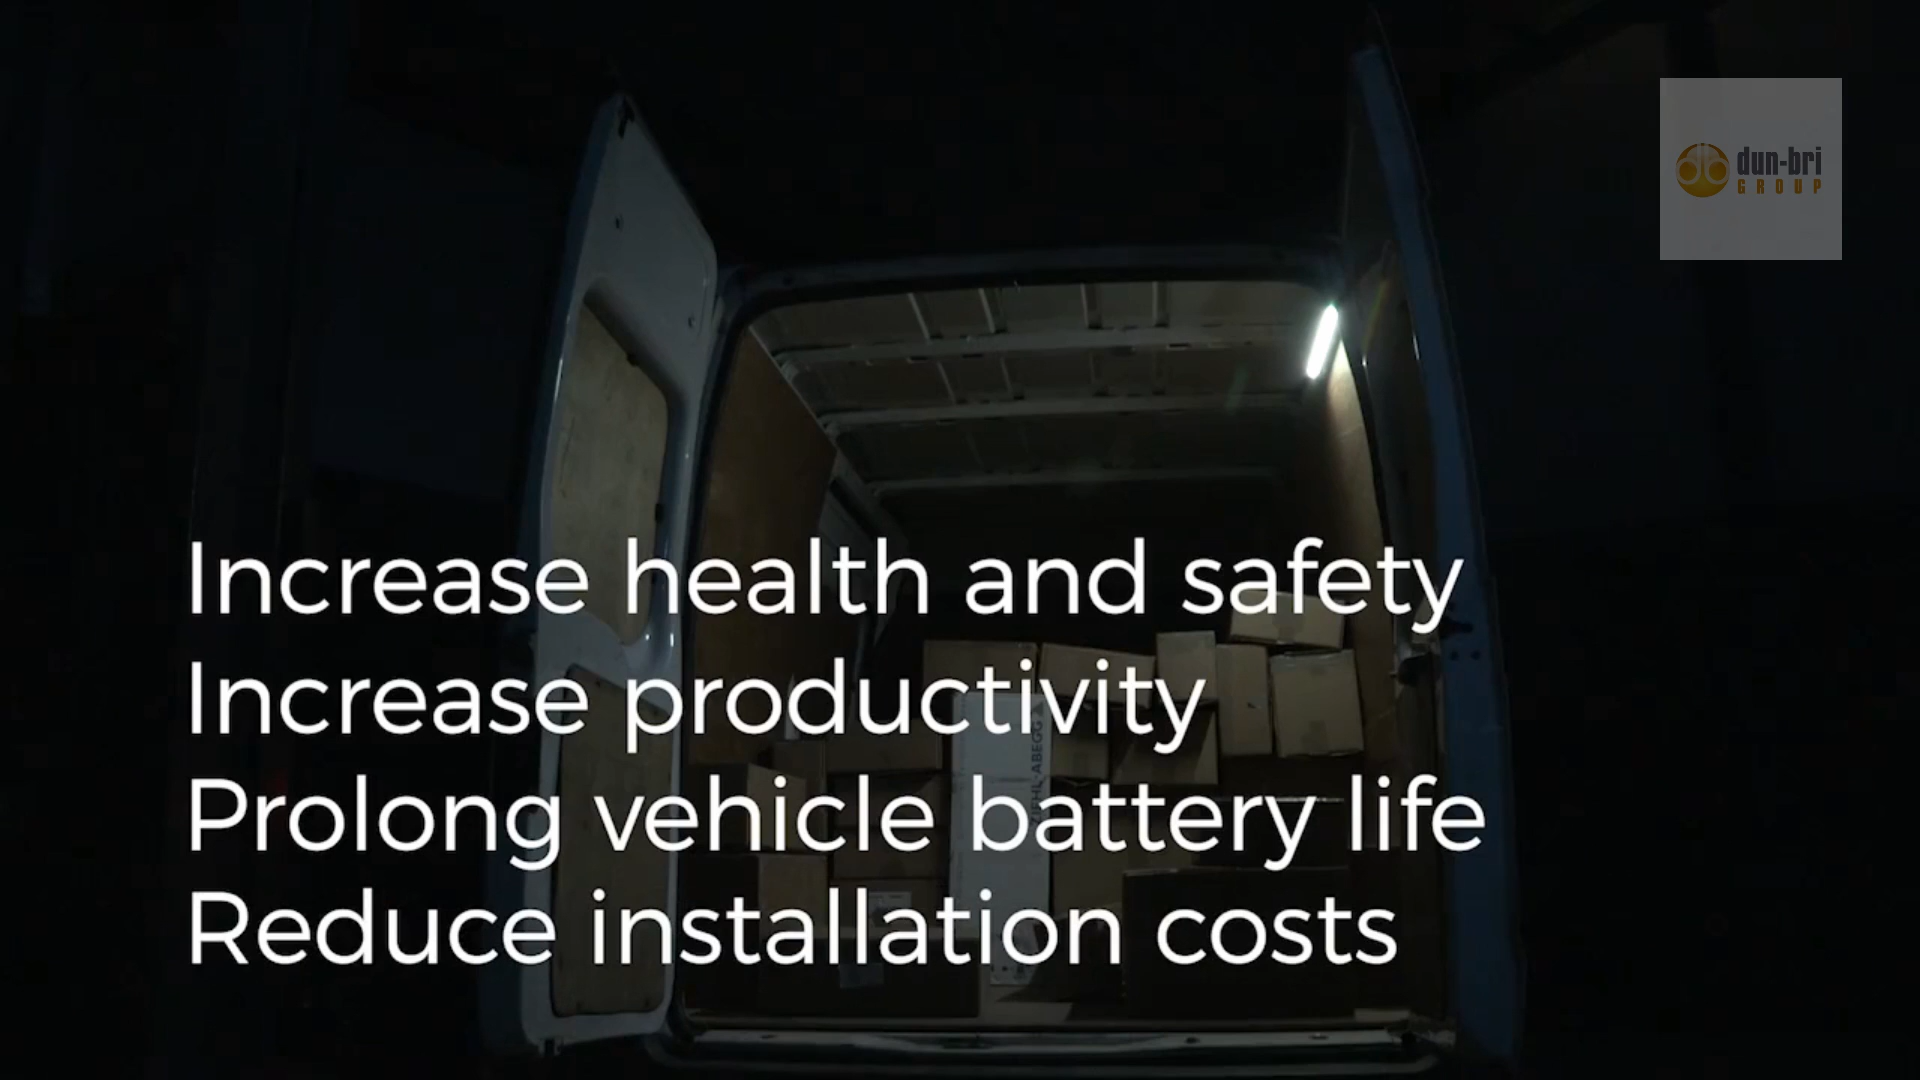 dun-bri
GROUP
Increase health and safety
Increase productivity
Prolong vehicle battery life
Reduce installation costs